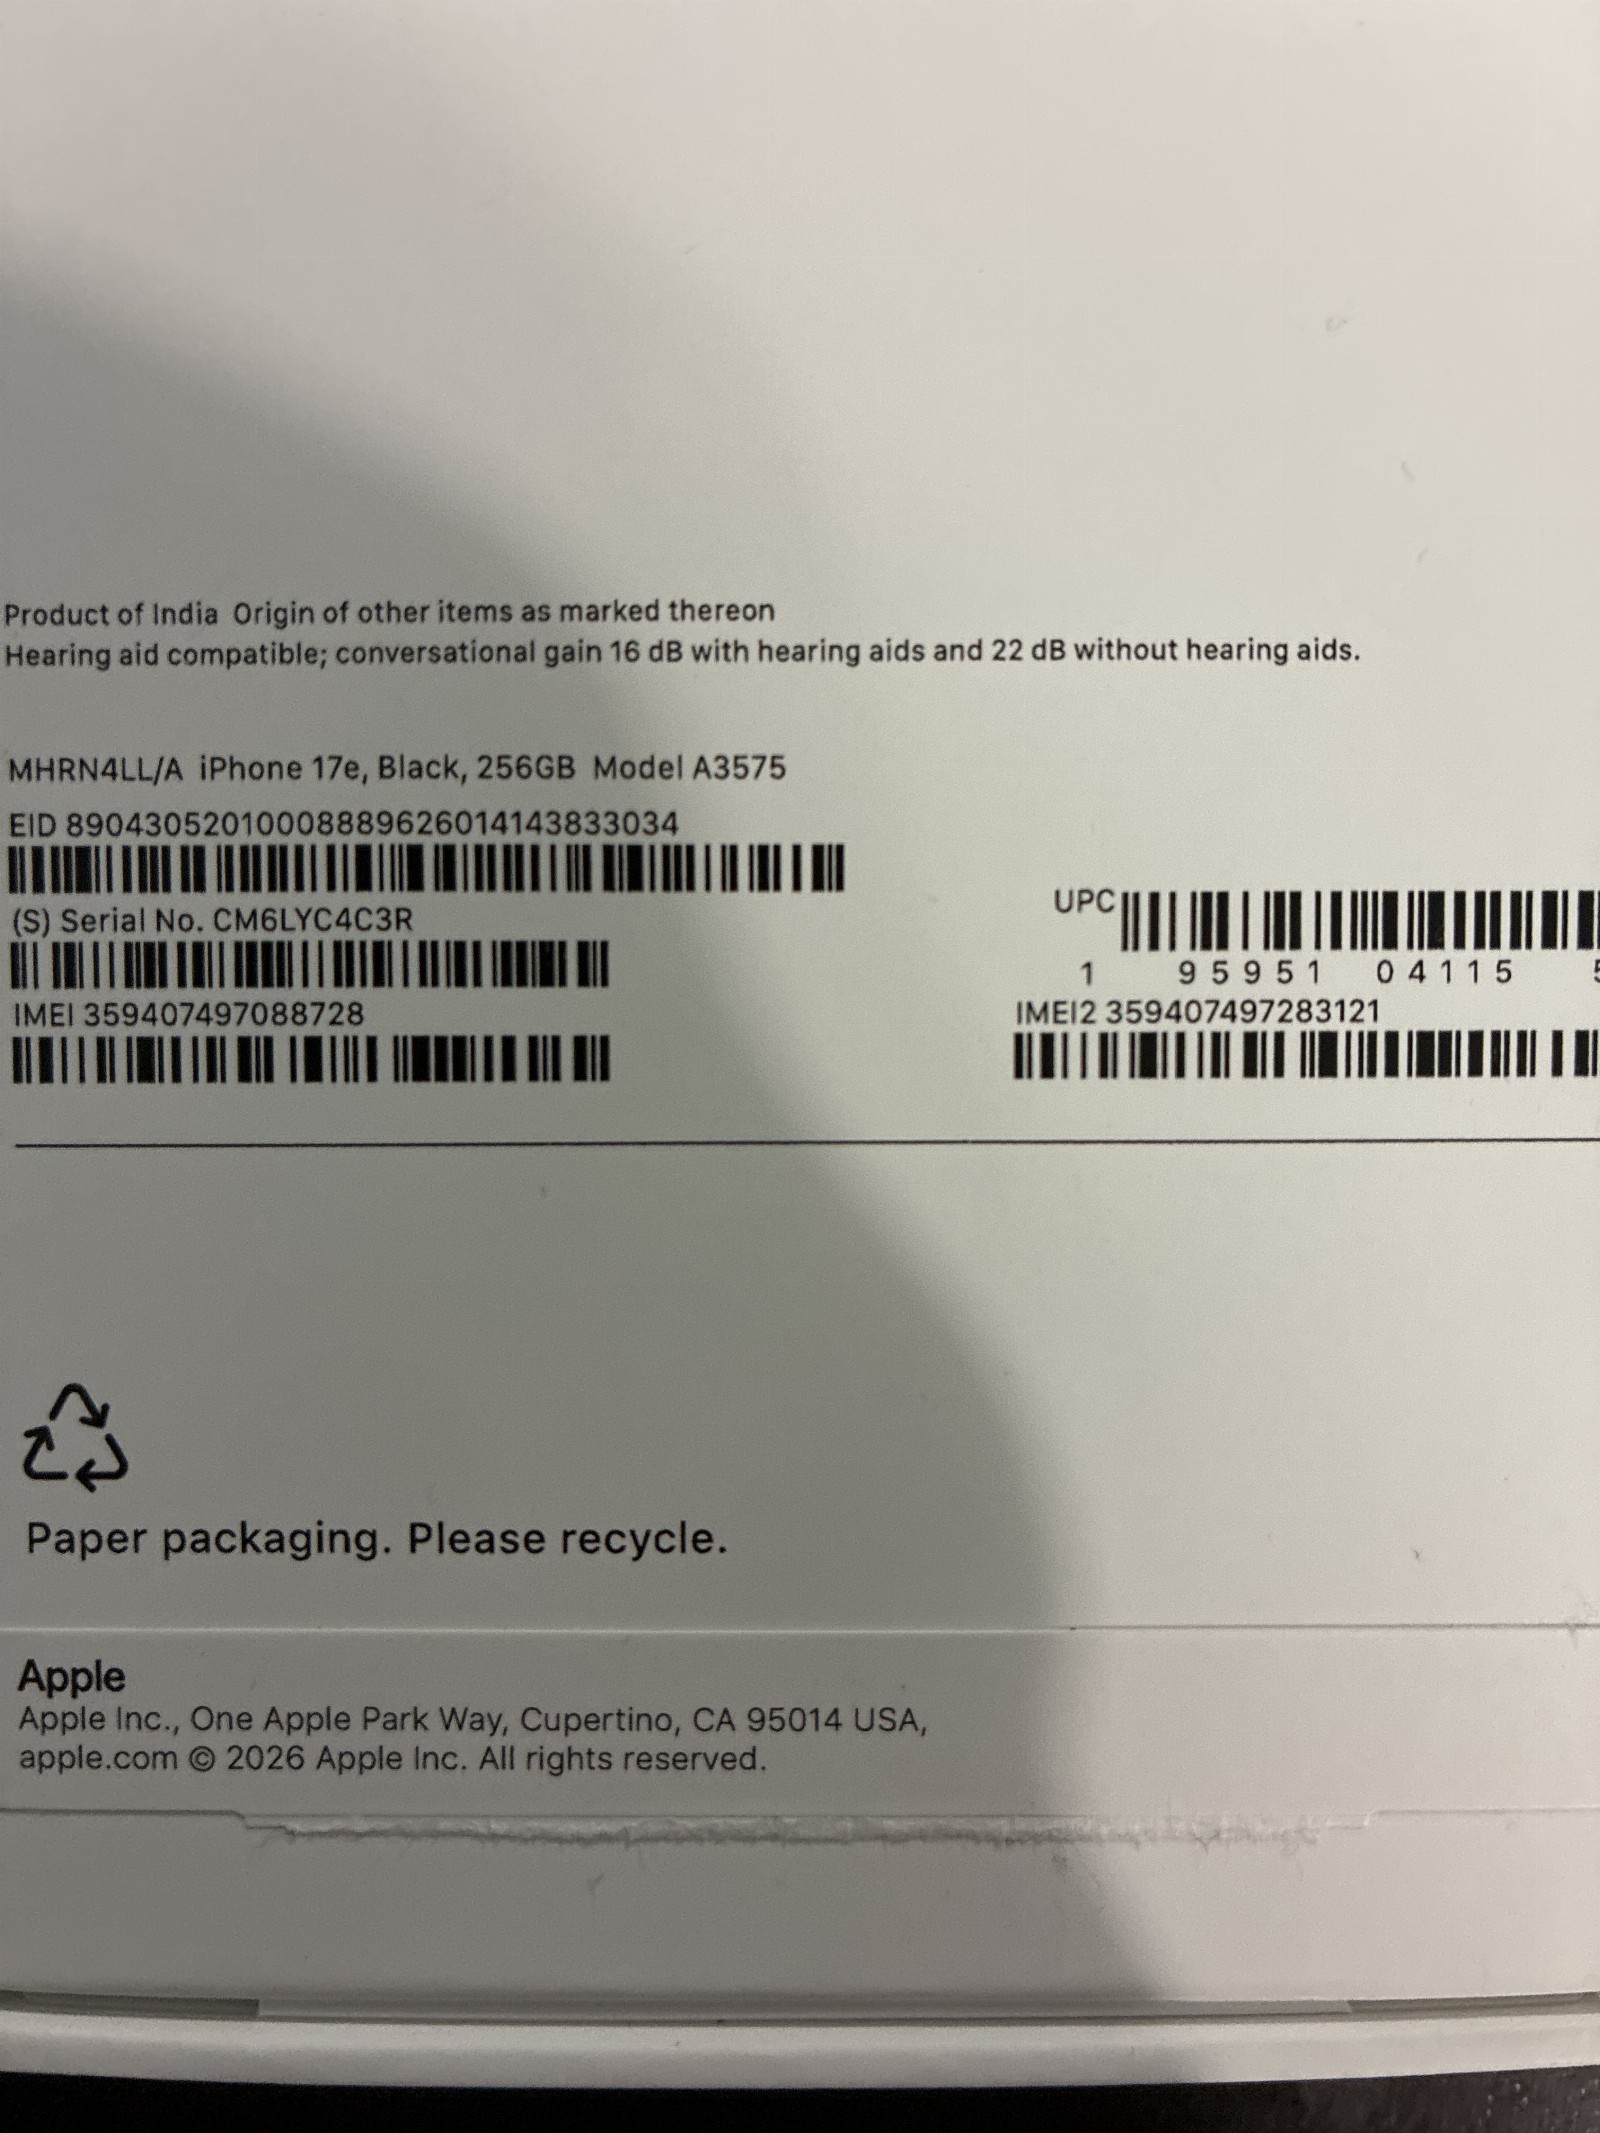 Product of India Origin of other items as marked thereon
Hearing aid compatible; conversational gain 16 dB with hearing aids and 22 dB without hearing aids.
MHRN4LL/A iPhone 17e, Black, 256GB Model A3575
EID 89043052010008889626014143833034
(S) Serial No. CM6LYC4C3R
UPC
1 95951 04115
IMEI 359407497088728
IMEI2 359407497283121
Paper packaging. Please recycle.
Apple
Apple Inc., One Apple Park Way, Cupertino, CA 95014 USA,
apple.com © 2026 Apple Inc. All rights reserved.